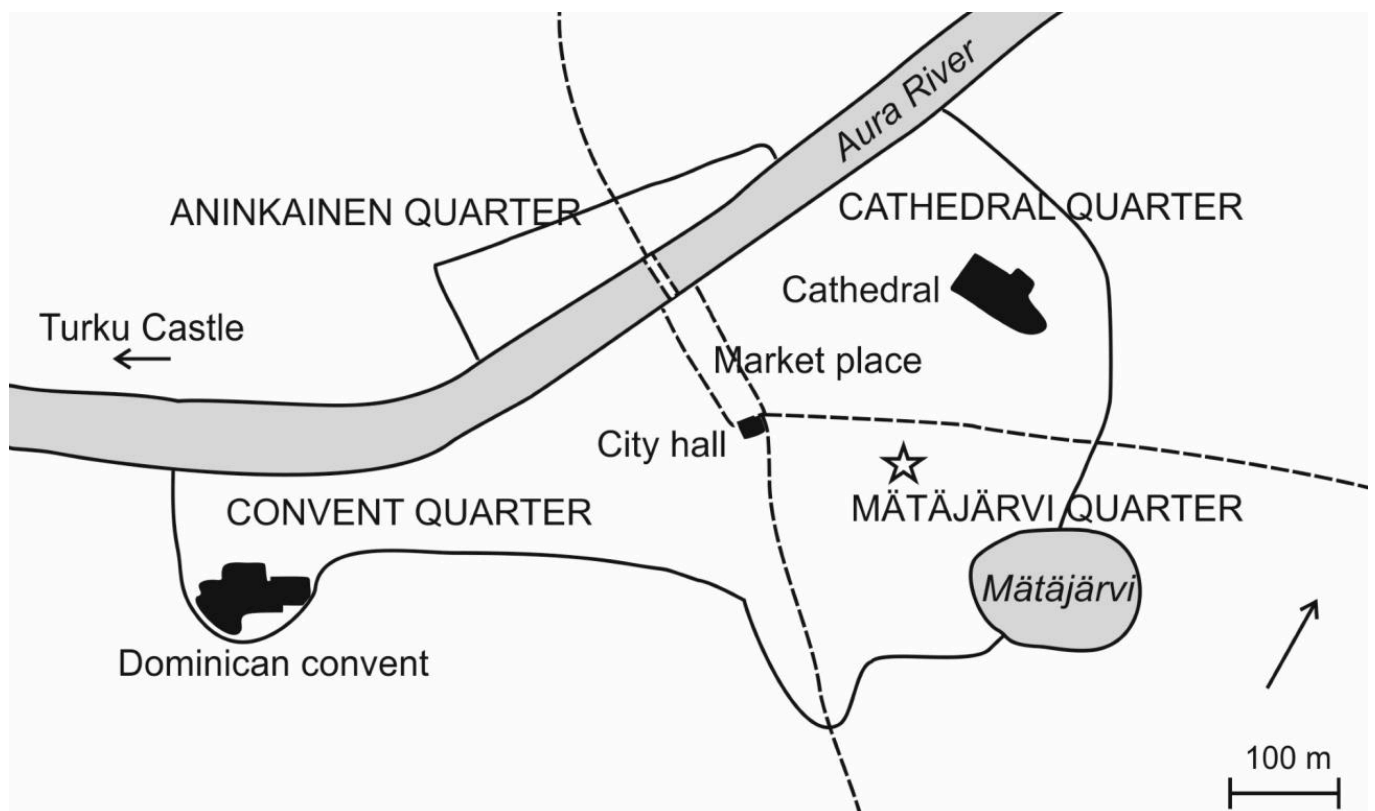 Aura River
ANINKAINEN QUARTER
CATHEDRAL QUARTER
Cathedral
Turku Castle
Market place
City hall
CONVENT QUARTER
MÄTÄJÄRVI QUARTER
Mätäjärvi
Dominican convent
100 m